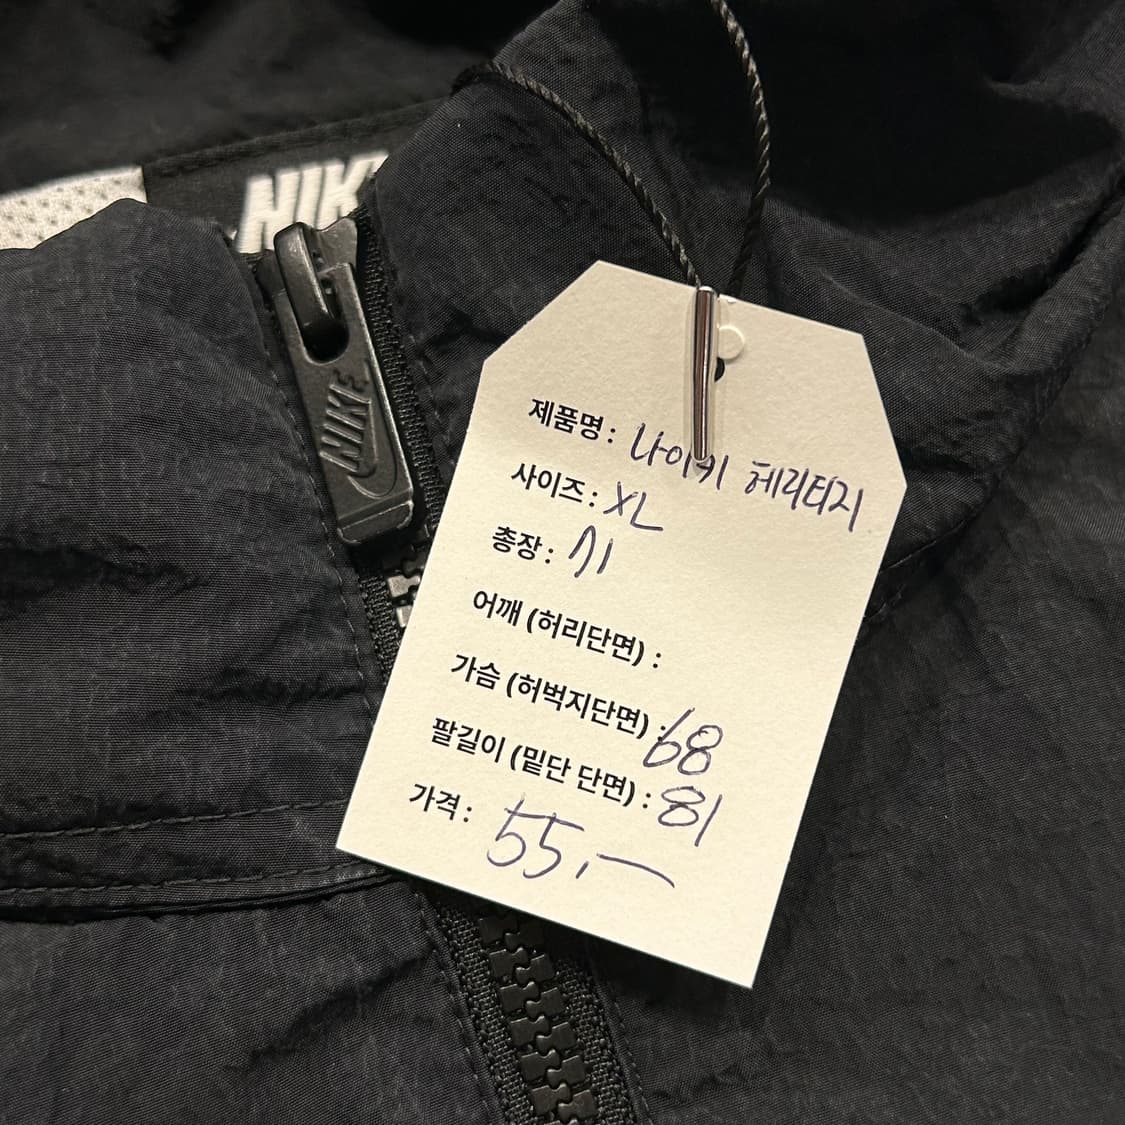 NIK
NIKE
제품명: 나이키 헤리티지
사이즈: XL
총장: 71
어깨 (허리단면) :
가슴 (허벅지단면) : 68
팔길이 (밑단 단면) : 81
가격: 55,—